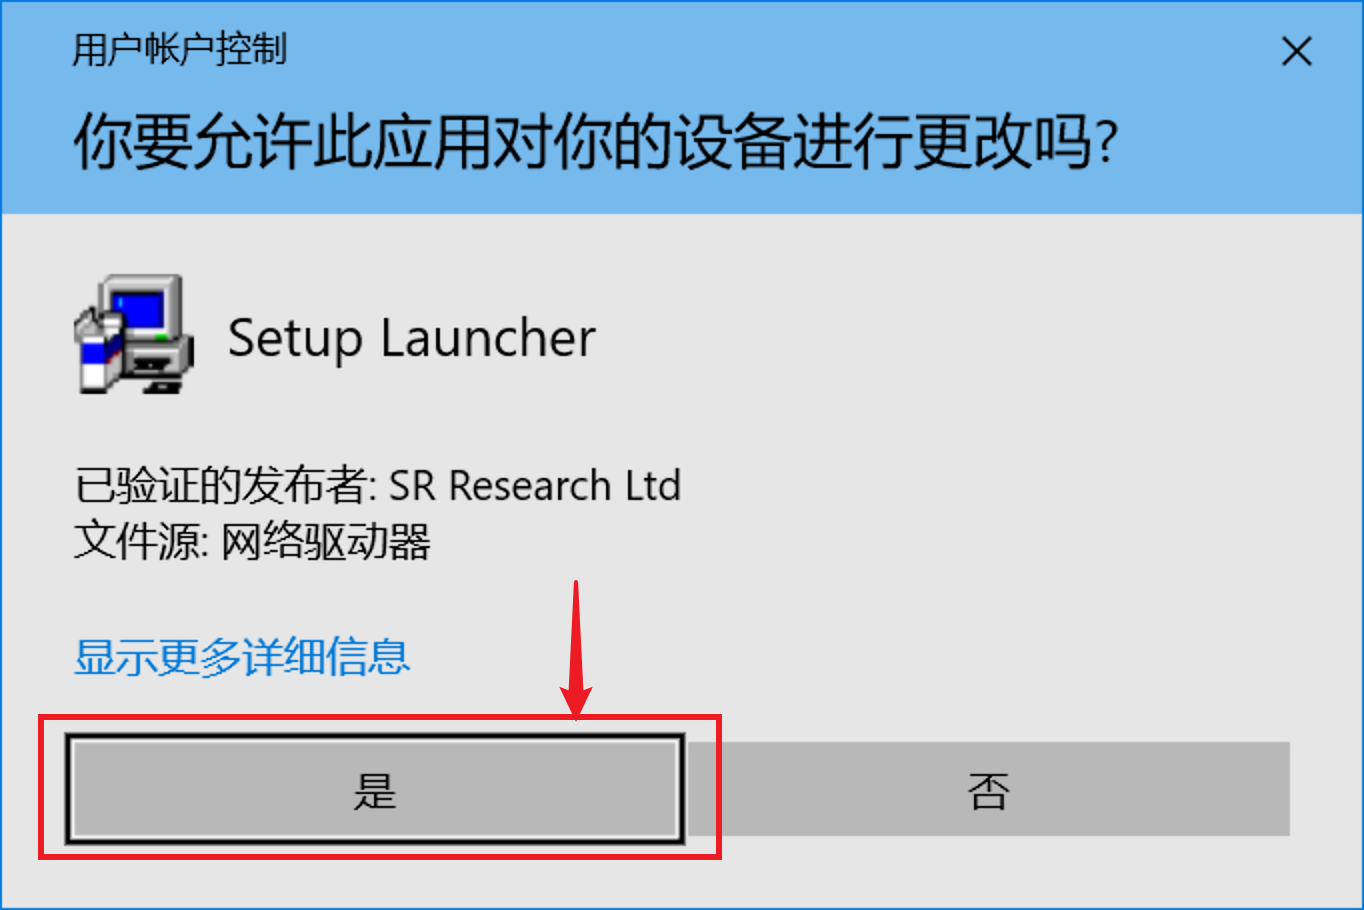 用户帐户控制
你要允许此应用对你的设备进行更改吗?
Setup Launcher
已验证的发布者: SR Research Ltd
文件源: 网络驱动器
显示更多详细信息
是
否